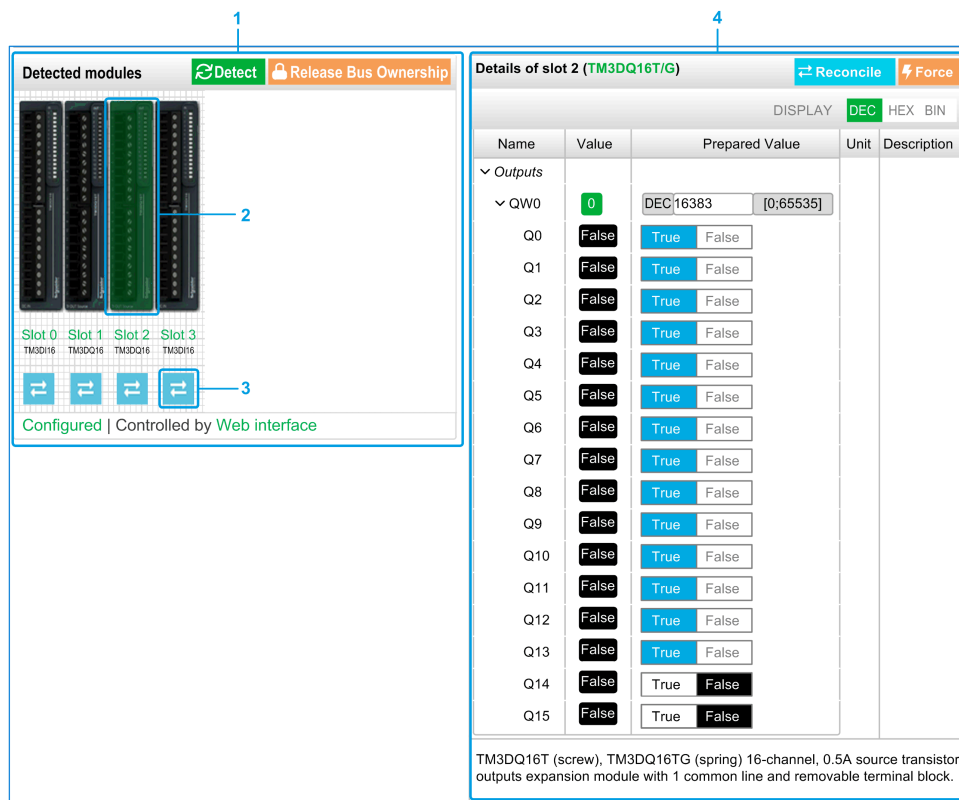 1
4
Detected modules
Detect
Release Bus Ownership
2
Slot 0 Slot 1 Slot 2 Slot 3
TM3DI16 TM3DQ16 TM3DQ16 TM3DI16
3
Configured | Controlled by Web interface
Details of slot 2 (TM3DQ16T/G)
Reconcile
Force
DISPLAY DEC HEX BIN
Name Value Prepared Value Unit Description
Outputs
QW0 0 DEC 16383 [0;65535]
Q0 False True False
Q1 False True False
Q2 False True False
Q3 False True False
Q4 False True False
Q5 False True False
Q6 False True False
Q7 False True False
Q8 False True False
Q9 False True False
Q10 False True False
Q11 False True False
Q12 False True False
Q13 False True False
Q14 False True False
Q15 False True False
TM3DQ16T (screw), TM3DQ16TG (spring) 16-channel, 0.5A source transistor
outputs expansion module with 1 common line and removable terminal block.